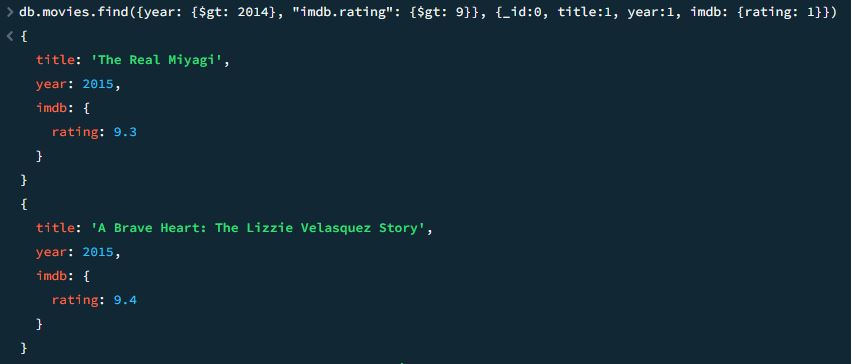 > db.movies.find({year: {$gt: 2014}, "imdb.rating": {$gt: 9}}, {_id:0, title:1, year:1, imdb: {rating: 1}})
< {
title: 'The Real Miyagi',
year: 2015,
imdb: {
rating: 9.3
}
}
{
title: 'A Brave Heart: The Lizzie Velasquez Story',
year: 2015,
imdb: {
rating: 9.4
}
}